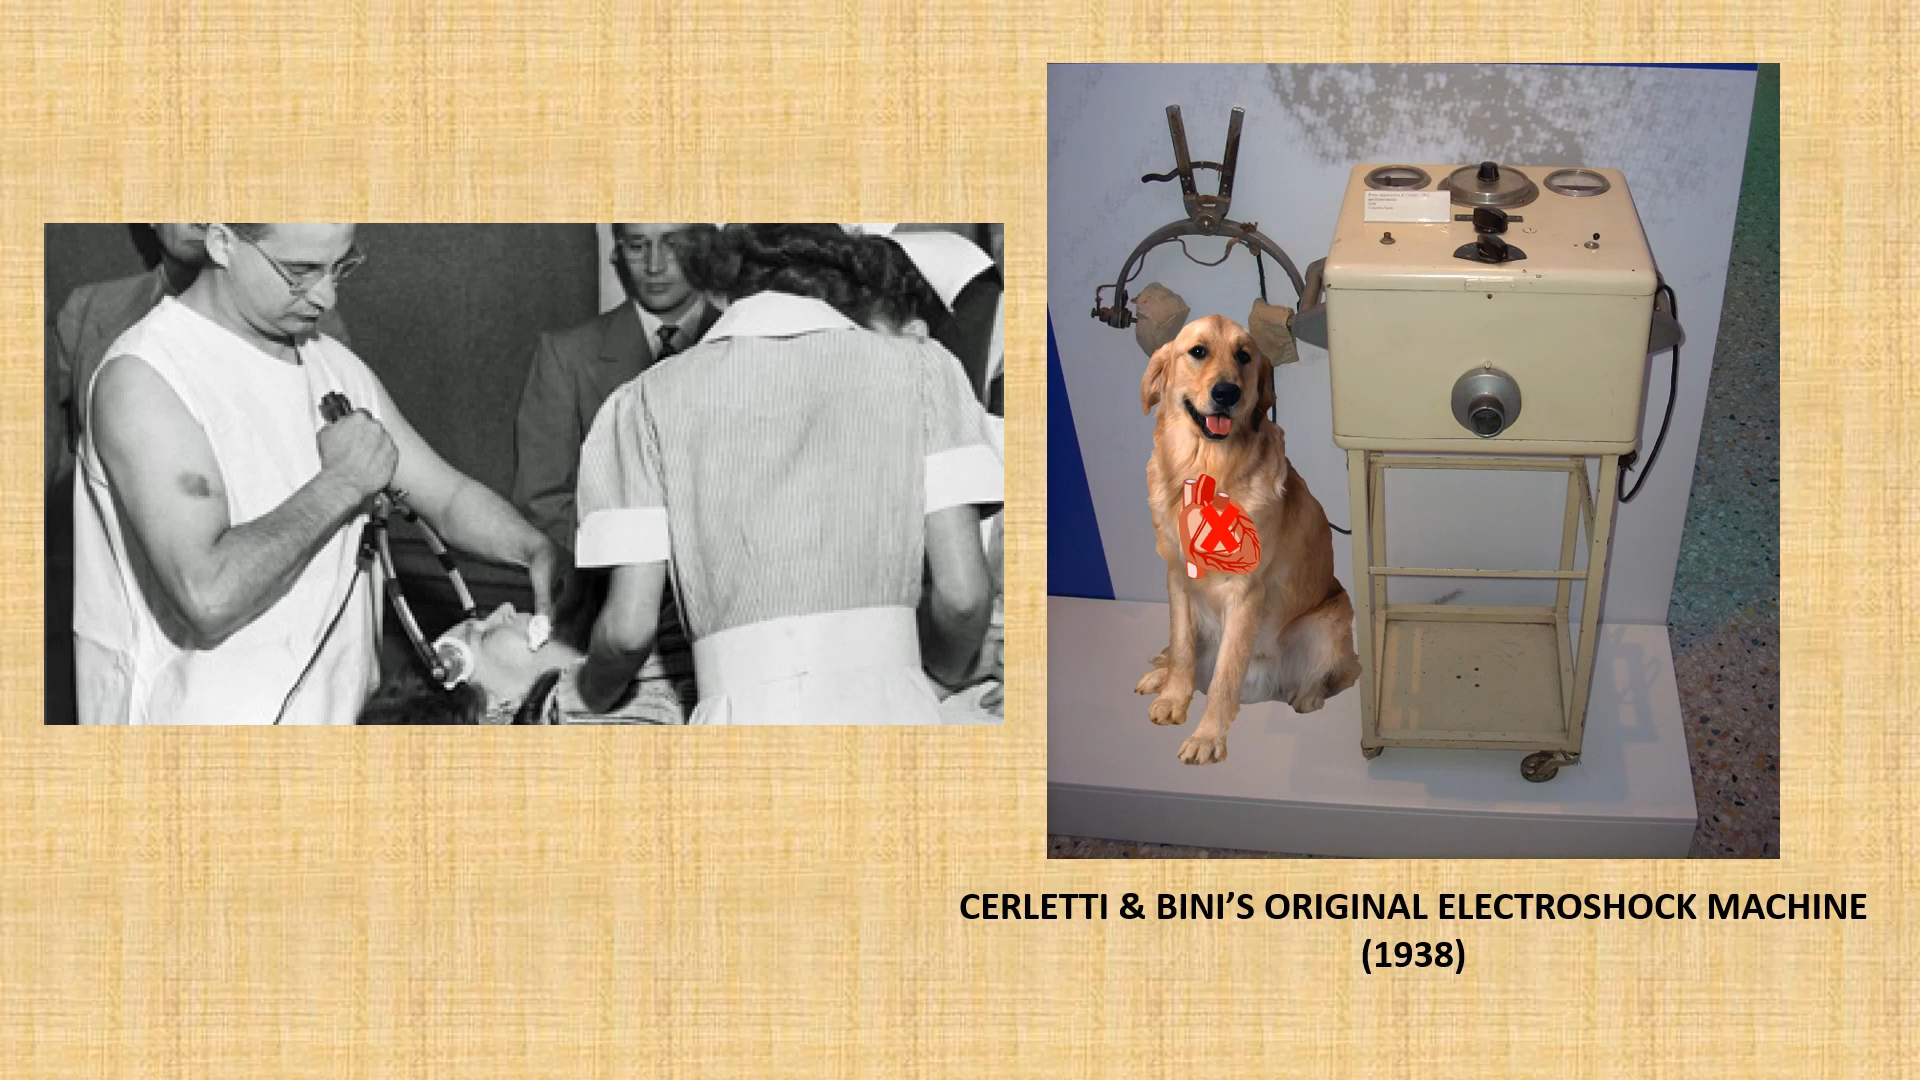 CERLETTI & BINI’S ORIGINAL ELECTROSHOCK MACHINE
(1938)